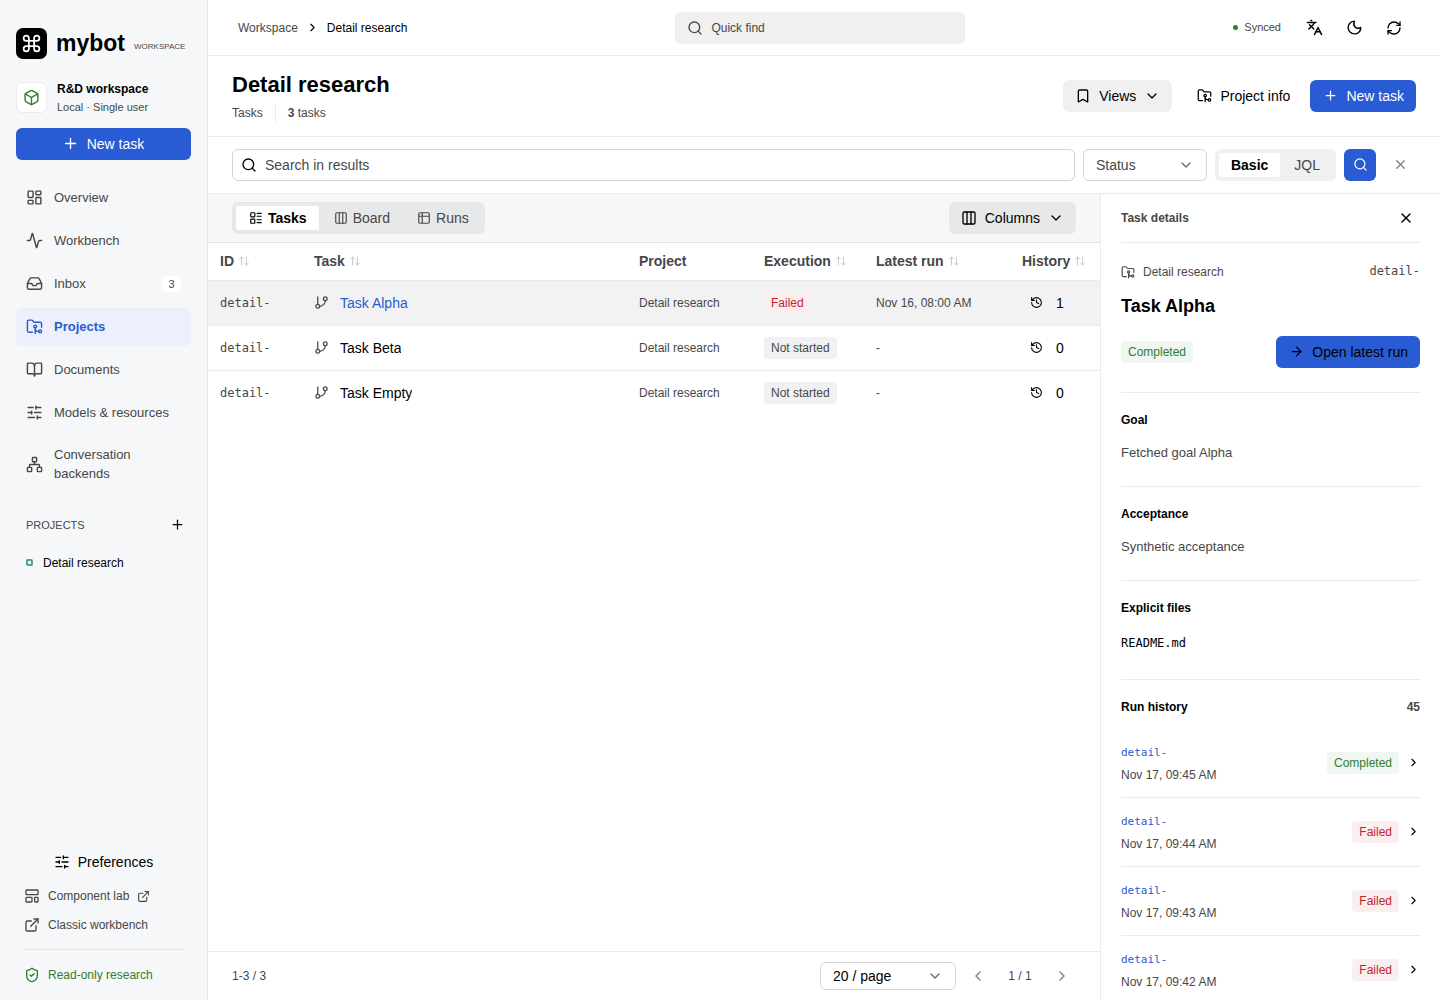 mybot WORKSPACE
R&D workspace
Local · Single user
New task
Overview
Workbench
Inbox 3
Projects
Documents
Models & resources
Conversation
backends
PROJECTS
Detail research
Preferences
Component lab
Classic workbench
Read-only research
Workspace Detail research
Quick find
Synced
Detail research
Tasks 3 tasks
Views Project info New task
Search in results
Status Basic JQL
Tasks Board Runs
Columns
ID Task Project Execution Latest run History
detail- Task Alpha Detail research Failed Nov 16, 08:00 AM 1
detail- Task Beta Detail research Not started - 0
detail- Task Empty Detail research Not started - 0
1-3 / 3
20 / page
1 / 1
Task details
Detail research detail-
Task Alpha
Completed Open latest run
Goal
Fetched goal Alpha
Acceptance
Synthetic acceptance
Explicit files
README.md
Run history 45
detail-
Nov 17, 09:45 AM Completed
detail-
Nov 17, 09:44 AM Failed
detail-
Nov 17, 09:43 AM Failed
detail-
Nov 17, 09:42 AM Failed